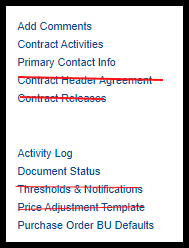 Add Comments
Contract Activities
Primary Contact Info
Contract Header Agreement
Contract Releases
Activity Log
Document Status
Thresholds & Notifications
Price Adjustment Template
Purchase Order BU Defaults